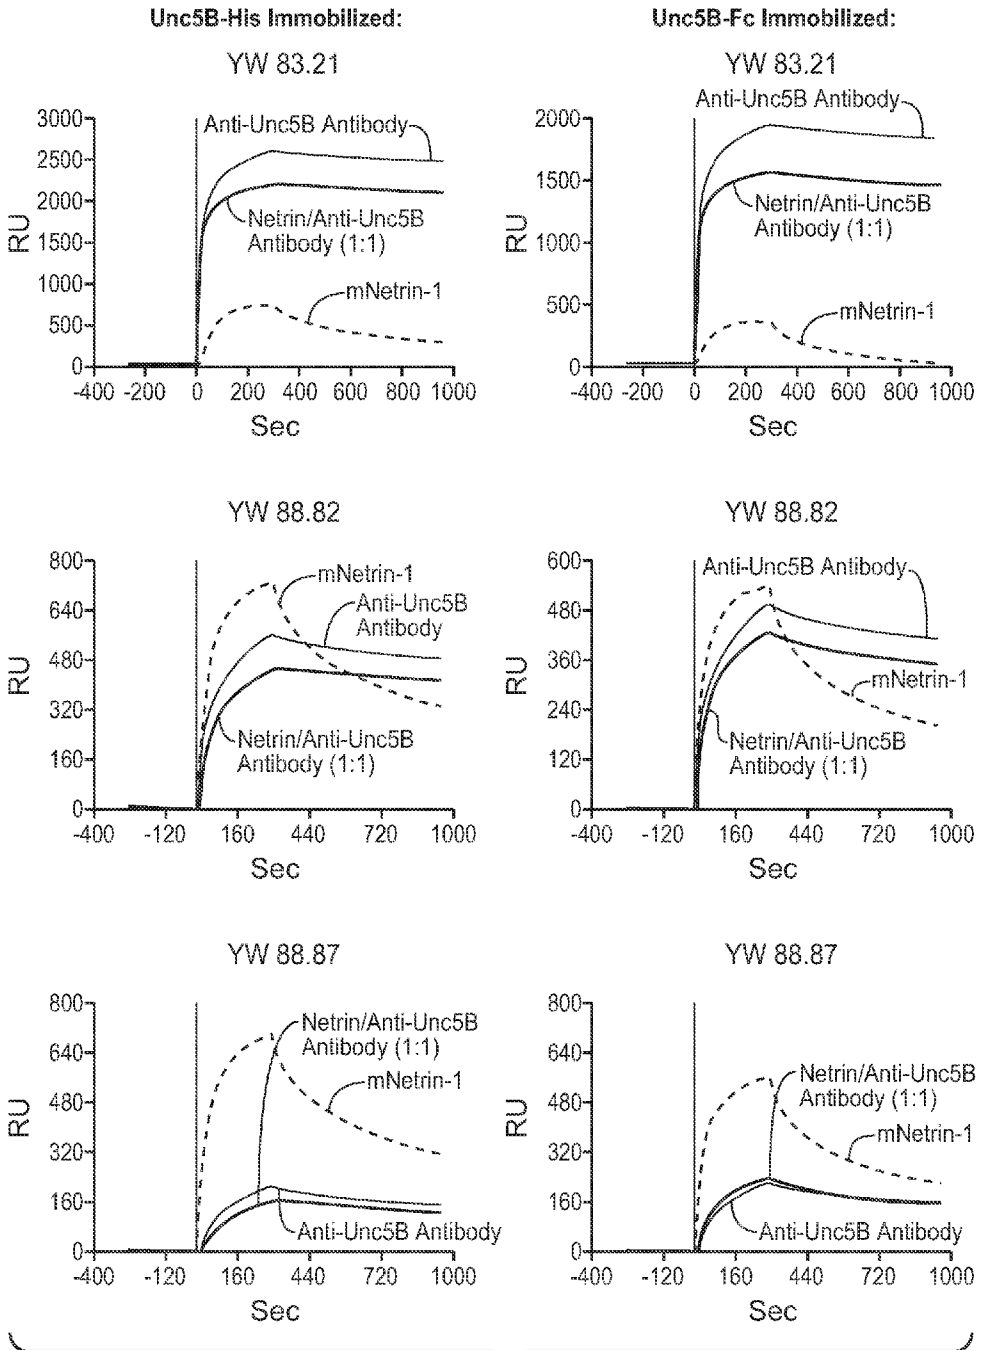 Unc5B-His Immobilized:
Unc5B-Fc Immobilized:
YW 83.21
3000
2500
2000
1500
1000
500
0
RU
Anti-Unc5B Antibody
Netrin/Anti-Unc5B
Antibody (1:1)
mNetrin-1
-400 -200 0 200 400 600 800 1000
Sec
YW 83.21
2000
1500
1000
500
0
RU
Anti-Unc5B Antibody
Netrin/Anti-Unc5B
Antibody (1:1)
mNetrin-1
-400 -200 0 200 400 600 800 1000
Sec
YW 88.82
800
640
480
320
160
0
RU
mNetrin-1
Anti-Unc5B
Antibody
Netrin/Anti-Unc5B
Antibody (1:1)
-400 -120 160 440 720 1000
Sec
YW 88.82
600
480
360
240
120
0
RU
Anti-Unc5B Antibody
mNetrin-1
Netrin/Anti-Unc5B
Antibody (1:1)
-400 -120 160 440 720 1000
Sec
YW 88.87
800
640
480
320
160
0
RU
Netrin/Anti-Unc5B
Antibody (1:1)
mNetrin-1
Anti-Unc5B Antibody
-400 -120 160 440 720 1000
Sec
YW 88.87
800
640
480
320
160
0
RU
Netrin/Anti-Unc5B
Antibody (1:1)
mNetrin-1
Anti-Unc5B Antibody
-400 -120 160 440 720 1000
Sec